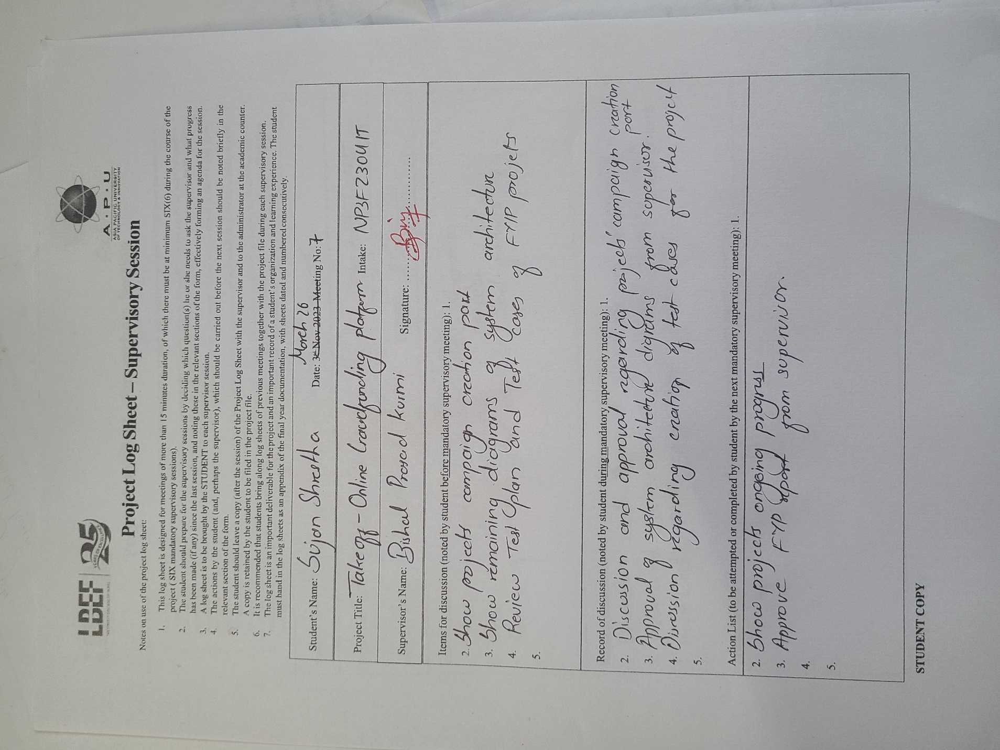 LBEF
25
YEARS OF EXCELLENCE
A · P · U
ASIA PACIFIC UNIVERSITY
OF TECHNOLOGY & INNOVATION
Project Log Sheet – Supervisory Session
Notes on use of the project log sheet:
1. This log sheet is designed for meetings of more than 15 minutes duration, of which there must be at minimum SIX(6) during the course of the
project ( SIX mandatory supervisory sessions).
2. The student should prepare for the supervisory sessions by deciding which question(s) he or she needs to ask the supervisor and what progress
has been made (if any) since the last session, and noting these in the relevant sections of the form, effectively forming an agenda for the session.
3. A log sheet is to be brought by the STUDENT to each supervisor session.
4. The actions by the student (and, perhaps the supervisor), which should be carried out before the next session should be noted briefly in the
relevant section of the form.
5. The student should leave a copy (after the session) of the Project Log Sheet with the supervisor and to the administrator at the academic counter.
A copy is retained by the student to be filed in the project file.
6. It is recommended that students bring along log sheets of previous meetings together with the project file during each supervisory session.
7. The log sheet is an important deliverable for the project and an important record of a student's organization and learning experience. The student
must hand in the log sheets as an appendix of the final year documentation, with sheets dated and numbered consecutively.
March 26
Student's Name: Sujan Shrestha Date: 3rd Nov 2023 Meeting No: 7
Project Title: Takeoff - Online Crowdfunding platform Intake: NP3F2304IT
Supervisor's Name: Bishal Prasad Kurmi Signature: ....................
Items for discussion (noted by student before mandatory supervisory meeting): 1.
2. Show projects campaign creation part
3. Show remaining diagrams of system architecture
4. Review Test plan and Test cases of FYP projets
5.
Record of discussion (noted by student during mandatory supervisory meeting): 1.
2. Discussion and approval regarding projects' campaign creation
part
3. Approval of system architecture digrams from supervisor.
4. Discussion regarding creation of test cases for the project
5.
Action List (to be attempted or completed by student by the next mandatory supervisory meeting): 1.
2. Show projects ongoing progress
3. Approve FYP report from supervisor.
4.
5.
STUDENT COPY